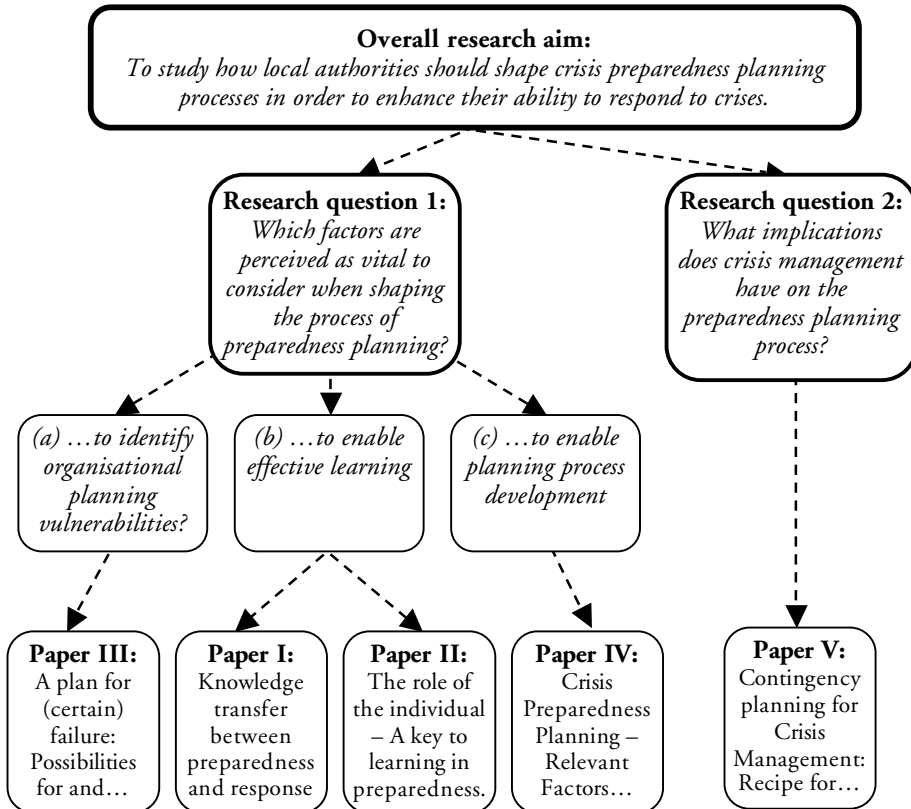 Overall research aim:
To study how local authorities should shape crisis preparedness planning
processes in order to enhance their ability to respond to crises.
Research question 1:
Which factors are
perceived as vital to
consider when shaping
the process of
preparedness planning?
Research question 2:
What implications
does crisis management
have on the
preparedness planning
process?
(a) …to identify
organisational
planning
vulnerabilities?
(b) …to enable
effective learning
(c) …to enable
planning process
development
Paper III:
A plan for
(certain)
failure:
Possibilities
for and…
Paper I:
Knowledge
transfer
between
preparedness
and response
Paper II:
The role of
the individual
– A key to
learning in
preparedness.
Paper IV:
Crisis
Preparedness
Planning –
Relevant
Factors…
Paper V:
Contingency
planning for
Crisis
Management:
Recipe for…